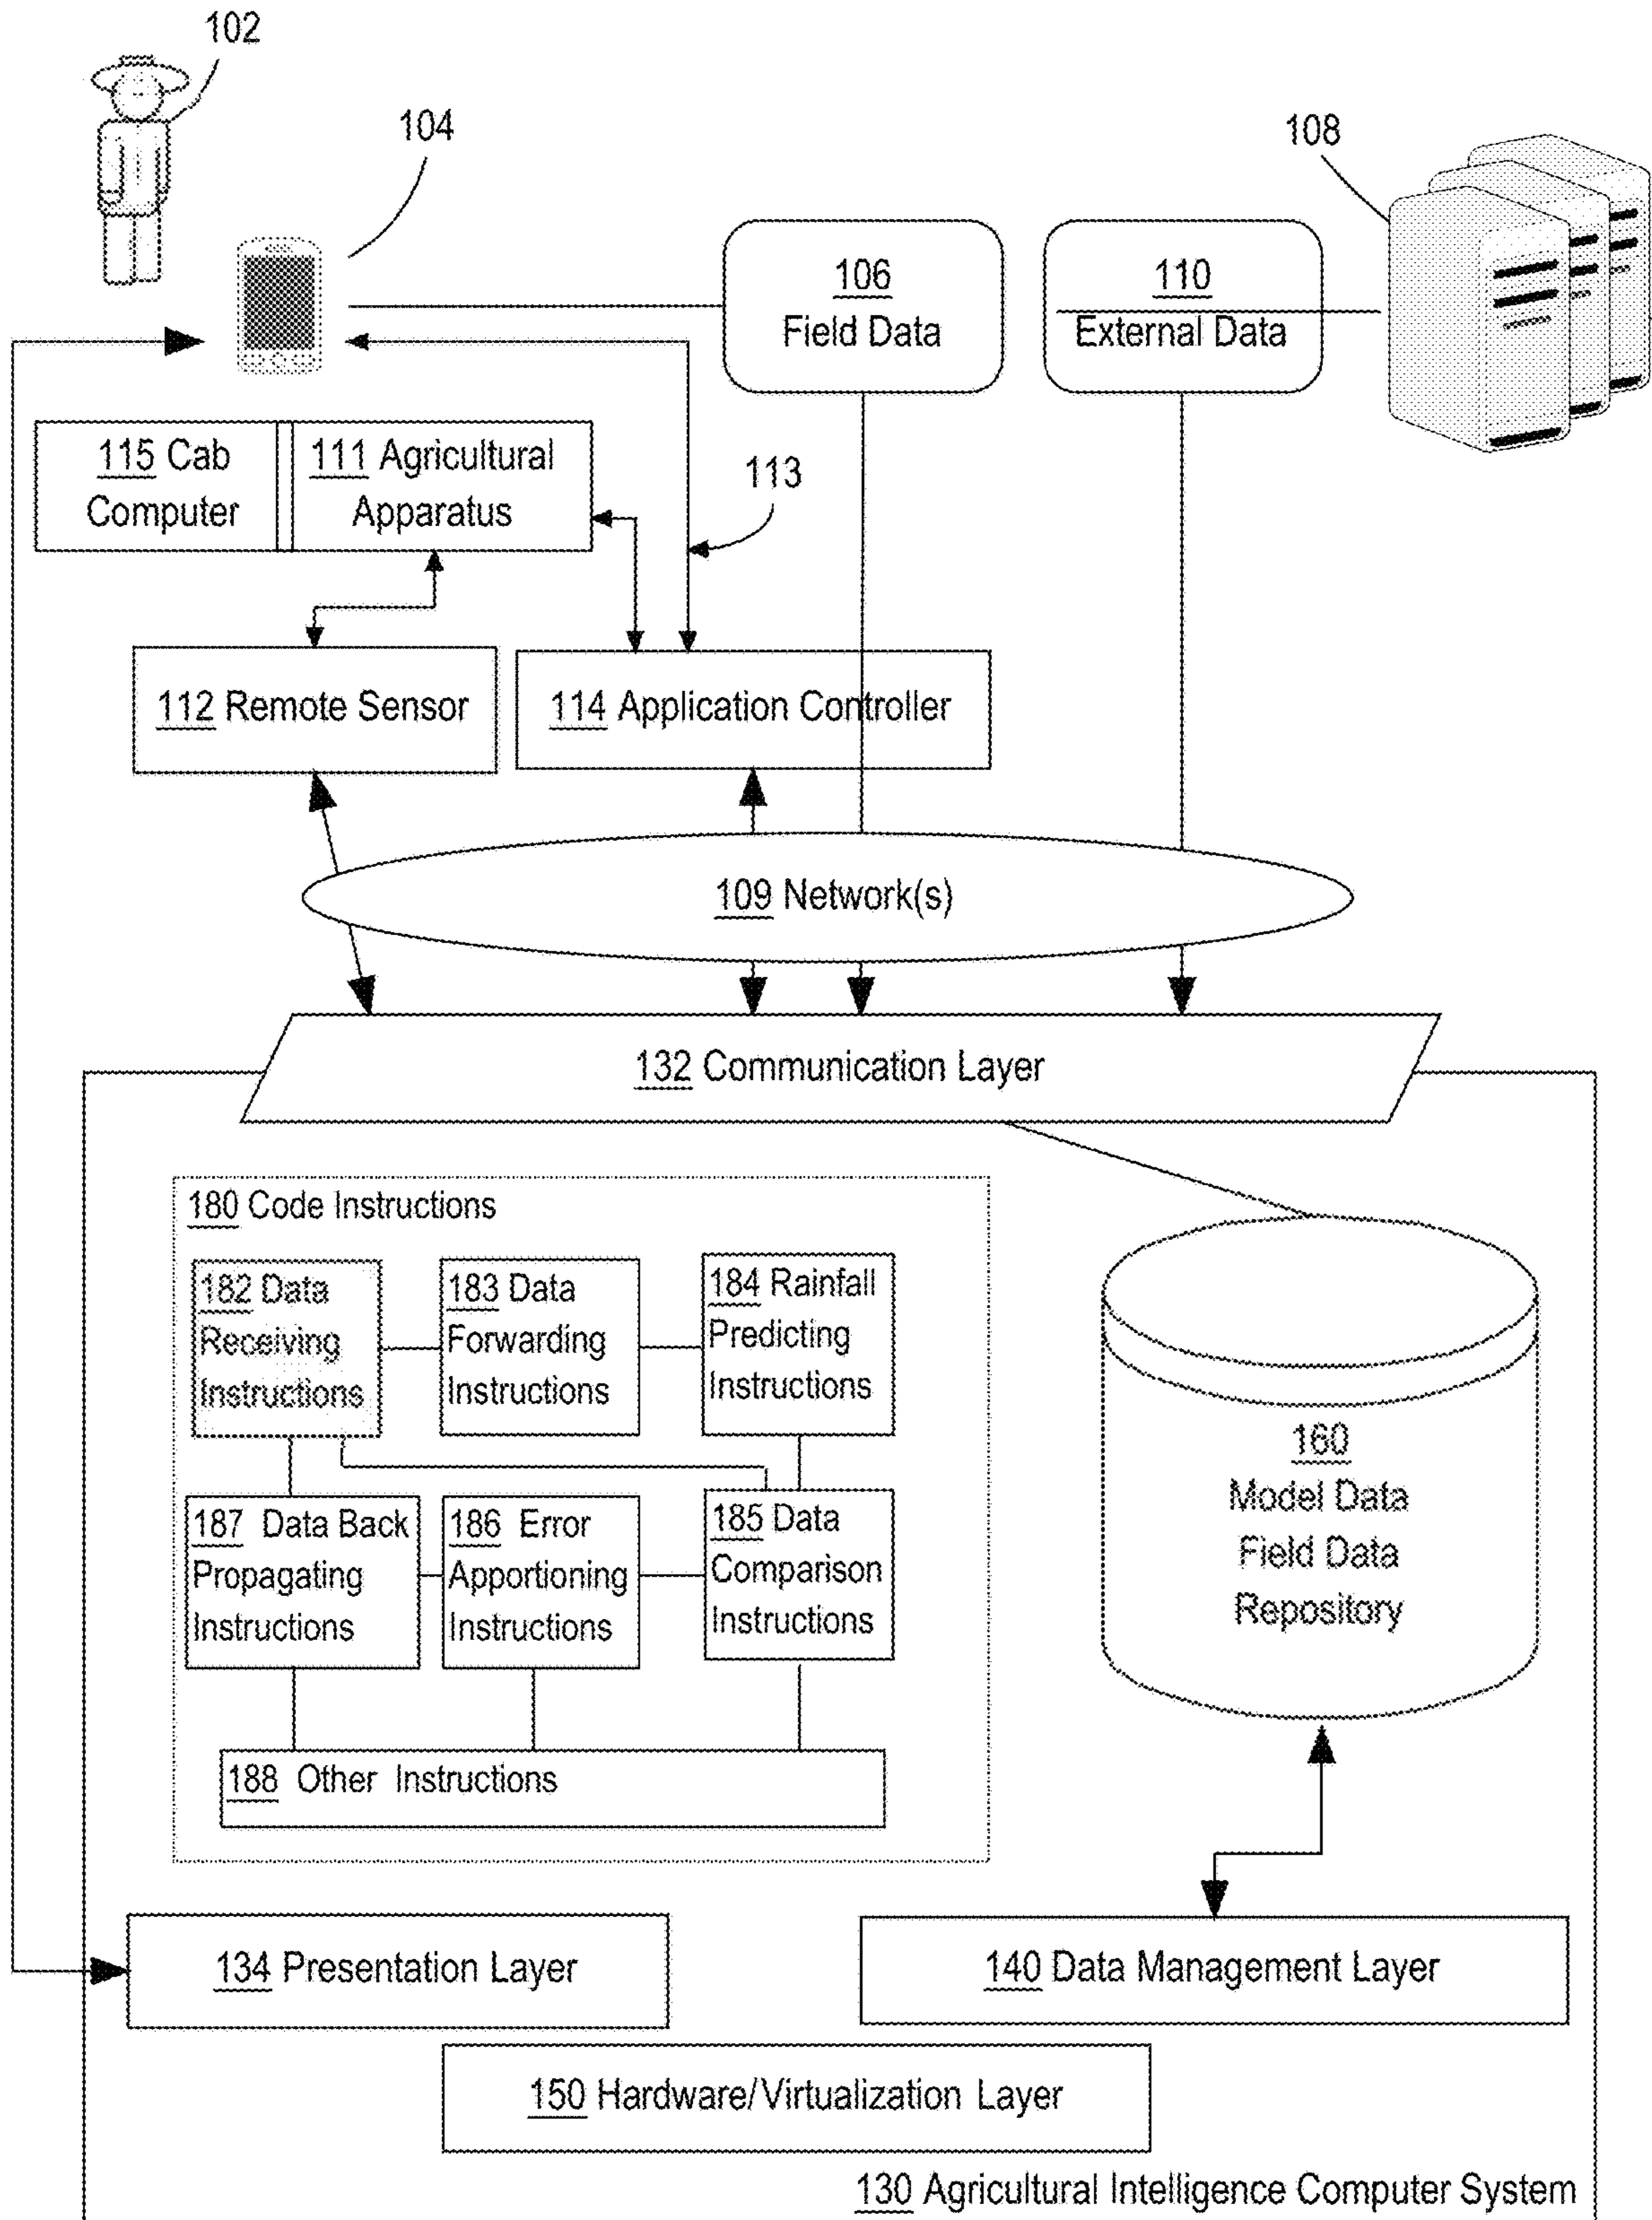 102
104
108
106
Field Data
110
External Data
115 Cab
Computer
111 Agricultural
Apparatus
113
112 Remote Sensor
114 Application Controller
109 Network(s)
132 Communication Layer
180 Code Instructions
182 Data
Receiving
Instructions
183 Data
Forwarding
Instructions
184 Rainfall
Predicting
Instructions
187 Data Back
Propagating
Instructions
186 Error
Apportioning
Instructions
185 Data
Comparison
Instructions
188 Other Instructions
160
Model Data
Field Data
Repository
134 Presentation Layer
140 Data Management Layer
150 Hardware/Virtualization Layer
130 Agricultural Intelligence Computer System